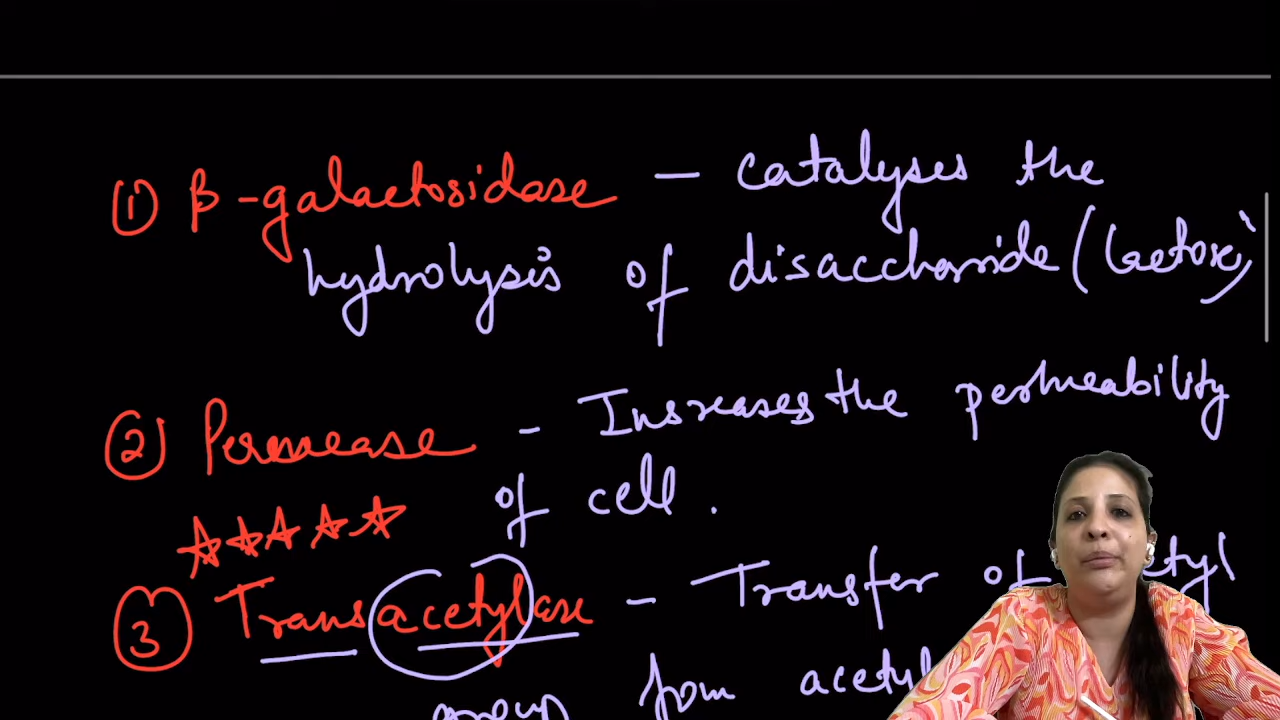 ① β-galactosidase – catalyses the
hydrolysis of disaccharide (lactose)
② Permease - Increases the permeability
of cell.
③ Transacetylase - Transfer of
group from